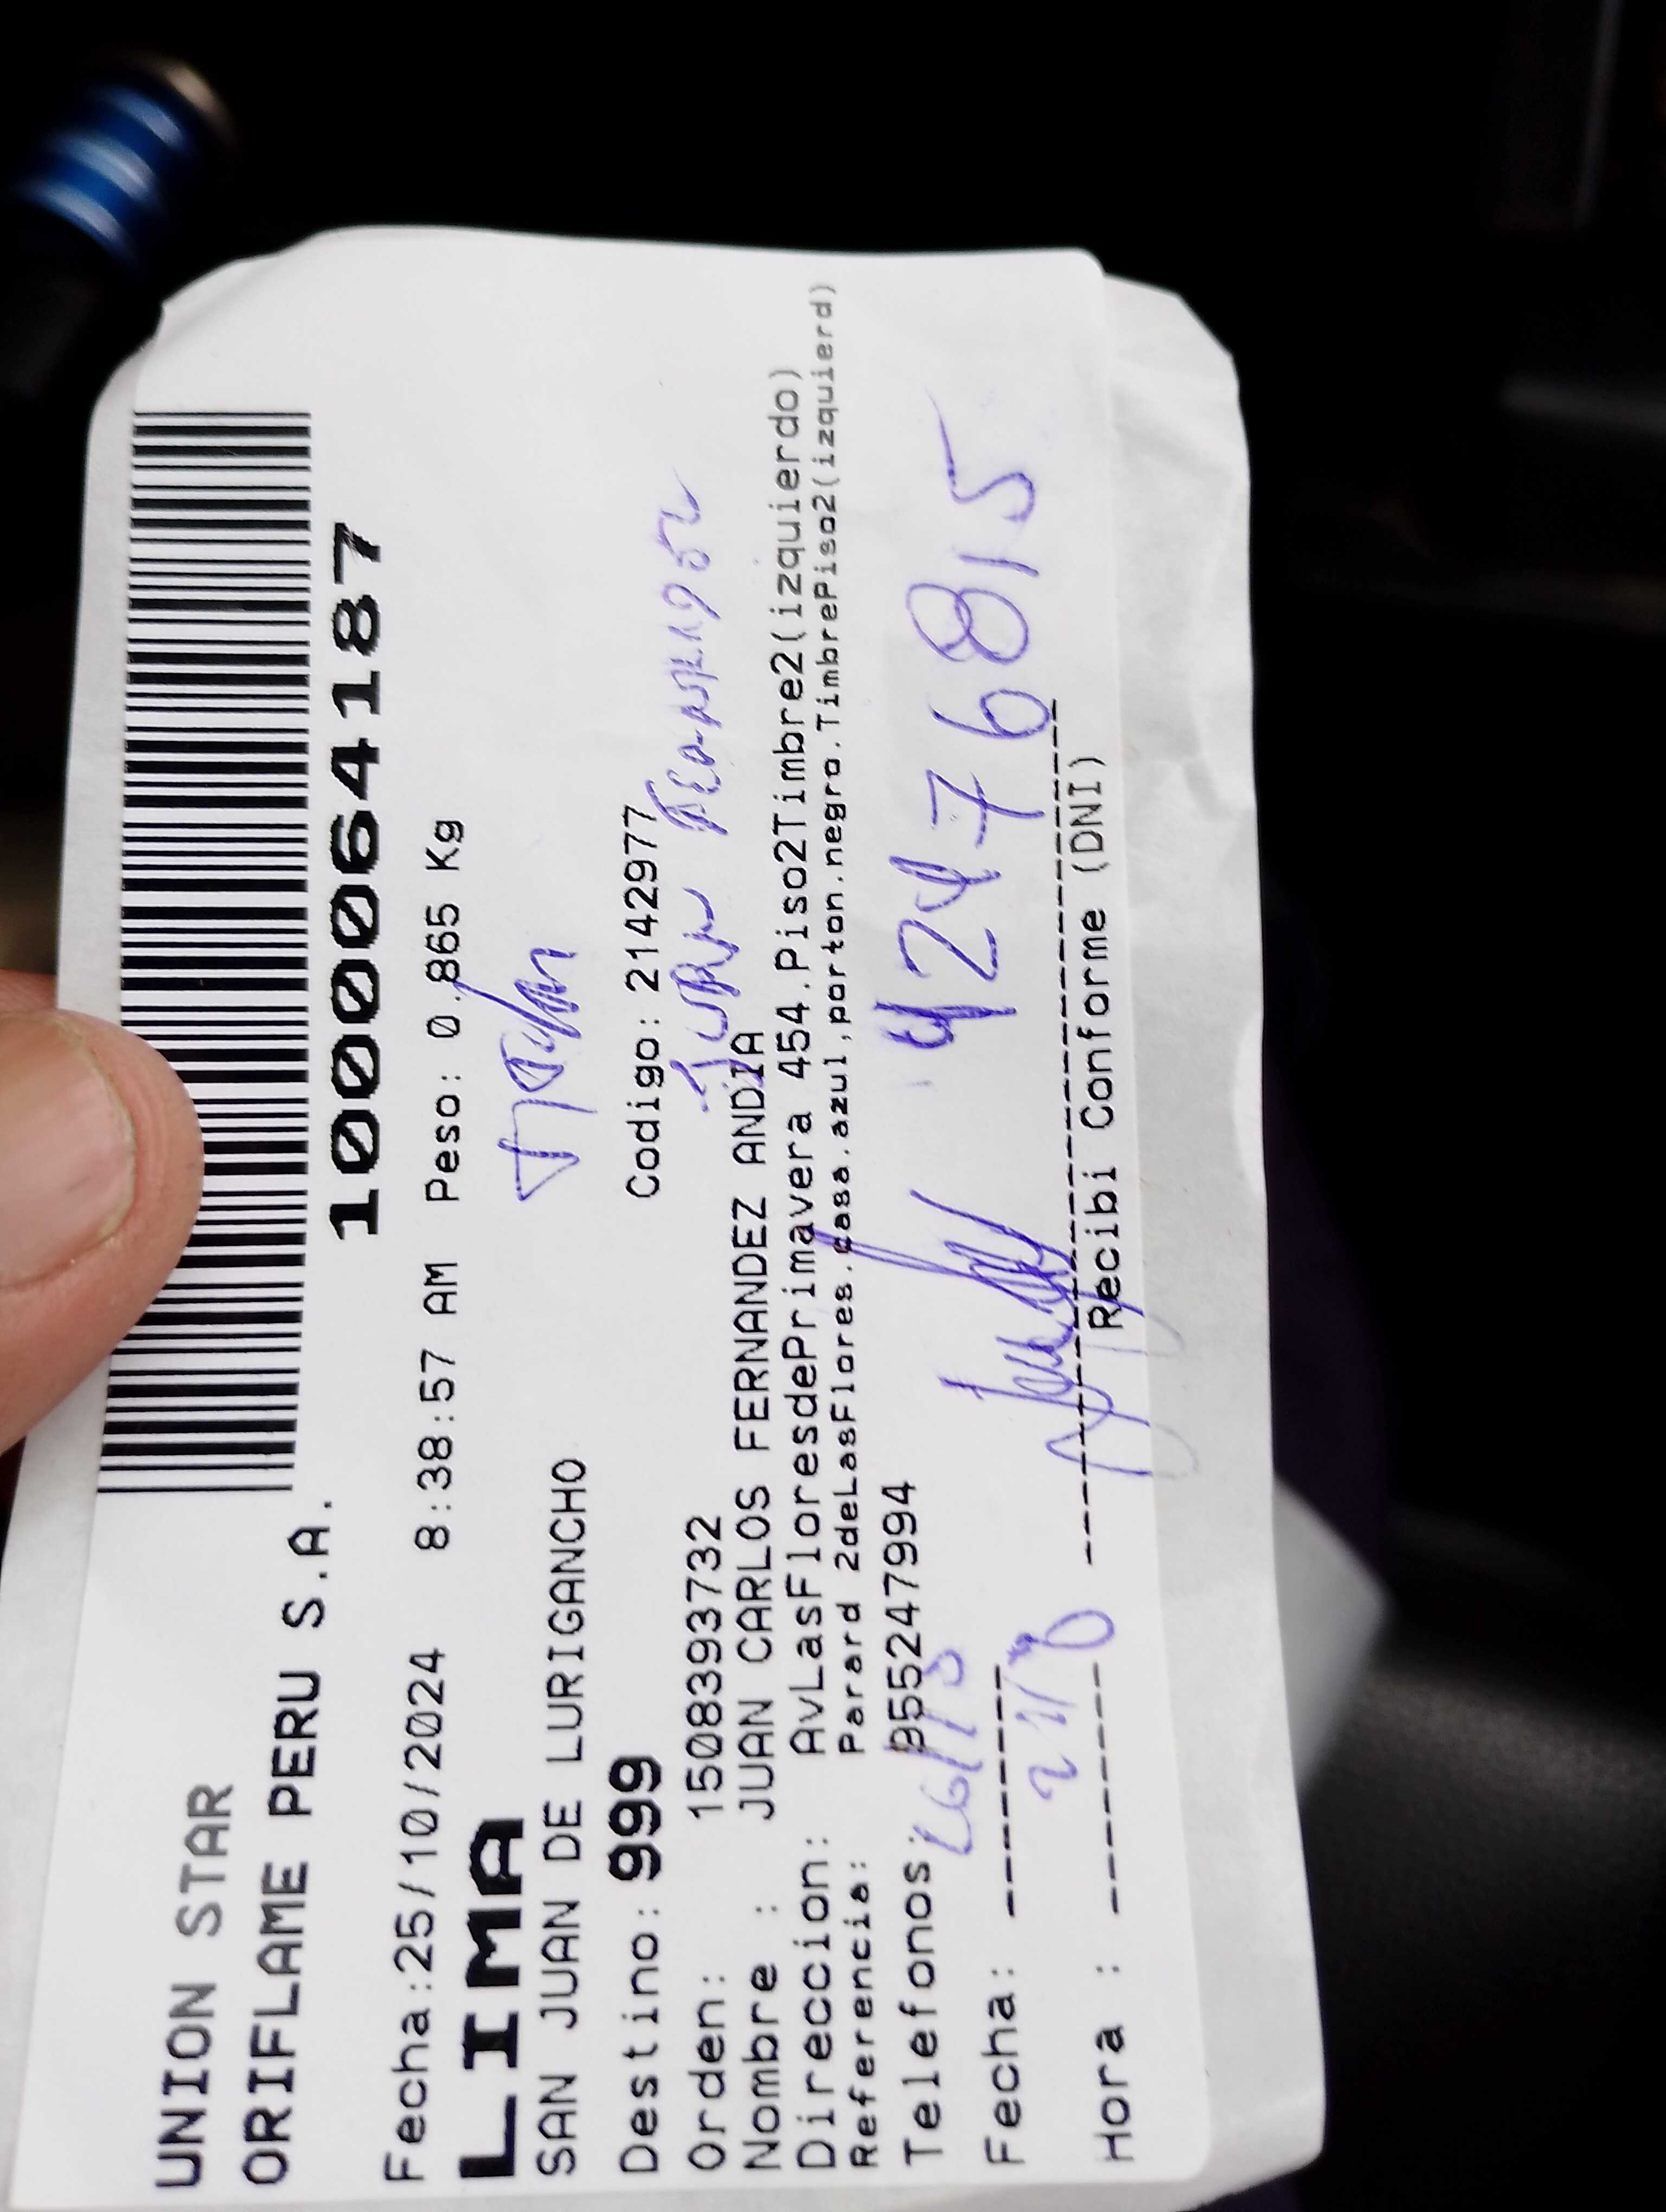 UNION STAR
ORIFLAME PERU S.A.
1000064187
Fecha:25/10/2024 8:38:57 AM Peso: 0.865 Kg
LIMA
SAN JUAN DE LURIGANCHO
Destino: 999 Codigo: 2142977
Juan Fernandez
Orden: 1508393732
Nombre : JUAN CARLOS FERNANDEZ ANDIA
Direccion: AvLasFloresdePrimavera 454.Piso2Timbre2(izquierdo)
Referencia: Parard 2deLasFlores.casa.azul,porton.negro.TimbrePiso2(izquierd)
Telefonos: 955247994
Fecha:
Hora :
Recibi Conforme (DNI)